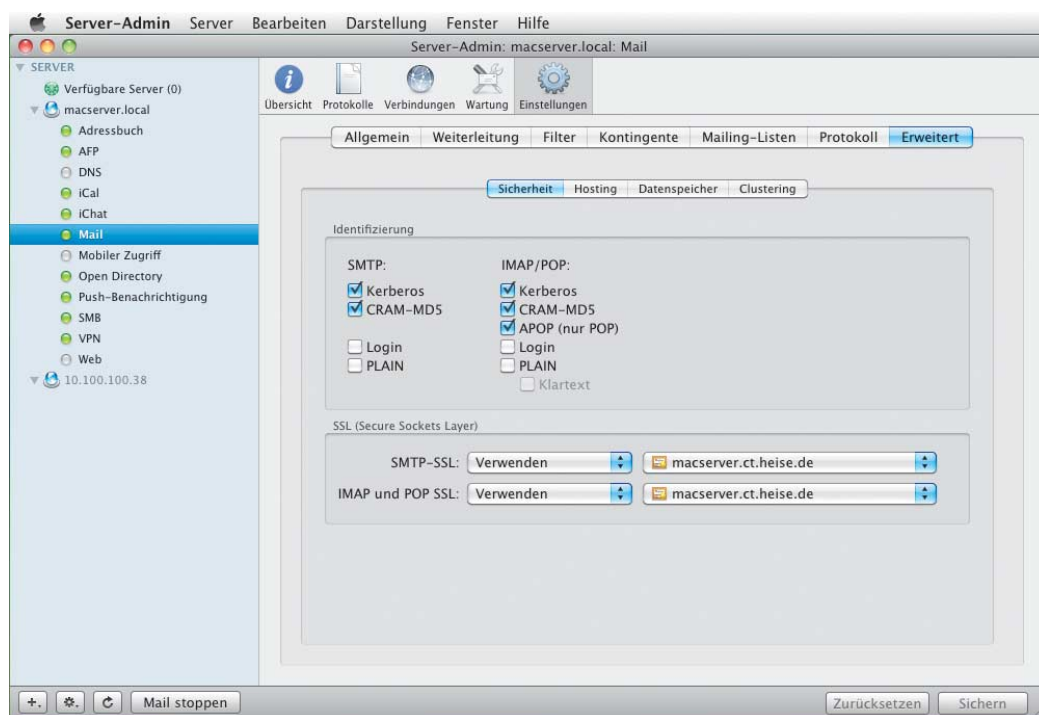 Server-Admin Server Bearbeiten Darstellung Fenster Hilfe
Server-Admin: macserver.local: Mail
SERVER
Verfügbare Server (0)
macserver.local
Adressbuch
AFP
DNS
iCal
iChat
Mail
Mobiler Zugriff
Open Directory
Push-Benachrichtigung
SMB
VPN
Web
10.100.100.38
Übersicht Protokolle Verbindungen Wartung Einstellungen
Allgemein Weiterleitung Filter Kontingente Mailing-Listen Protokoll Erweitert
Sicherheit Hosting Datenspeicher Clustering
Identifizierung
SMTP:
Kerberos
CRAM-MD5
Login
PLAIN
IMAP/POP:
Kerberos
CRAM-MD5
APOP (nur POP)
Login
PLAIN
Klartext
SSL (Secure Sockets Layer)
SMTP-SSL: Verwenden macserver.ct.heise.de
IMAP und POP SSL: Verwenden macserver.ct.heise.de
Mail stoppen
Zurücksetzen Sichern